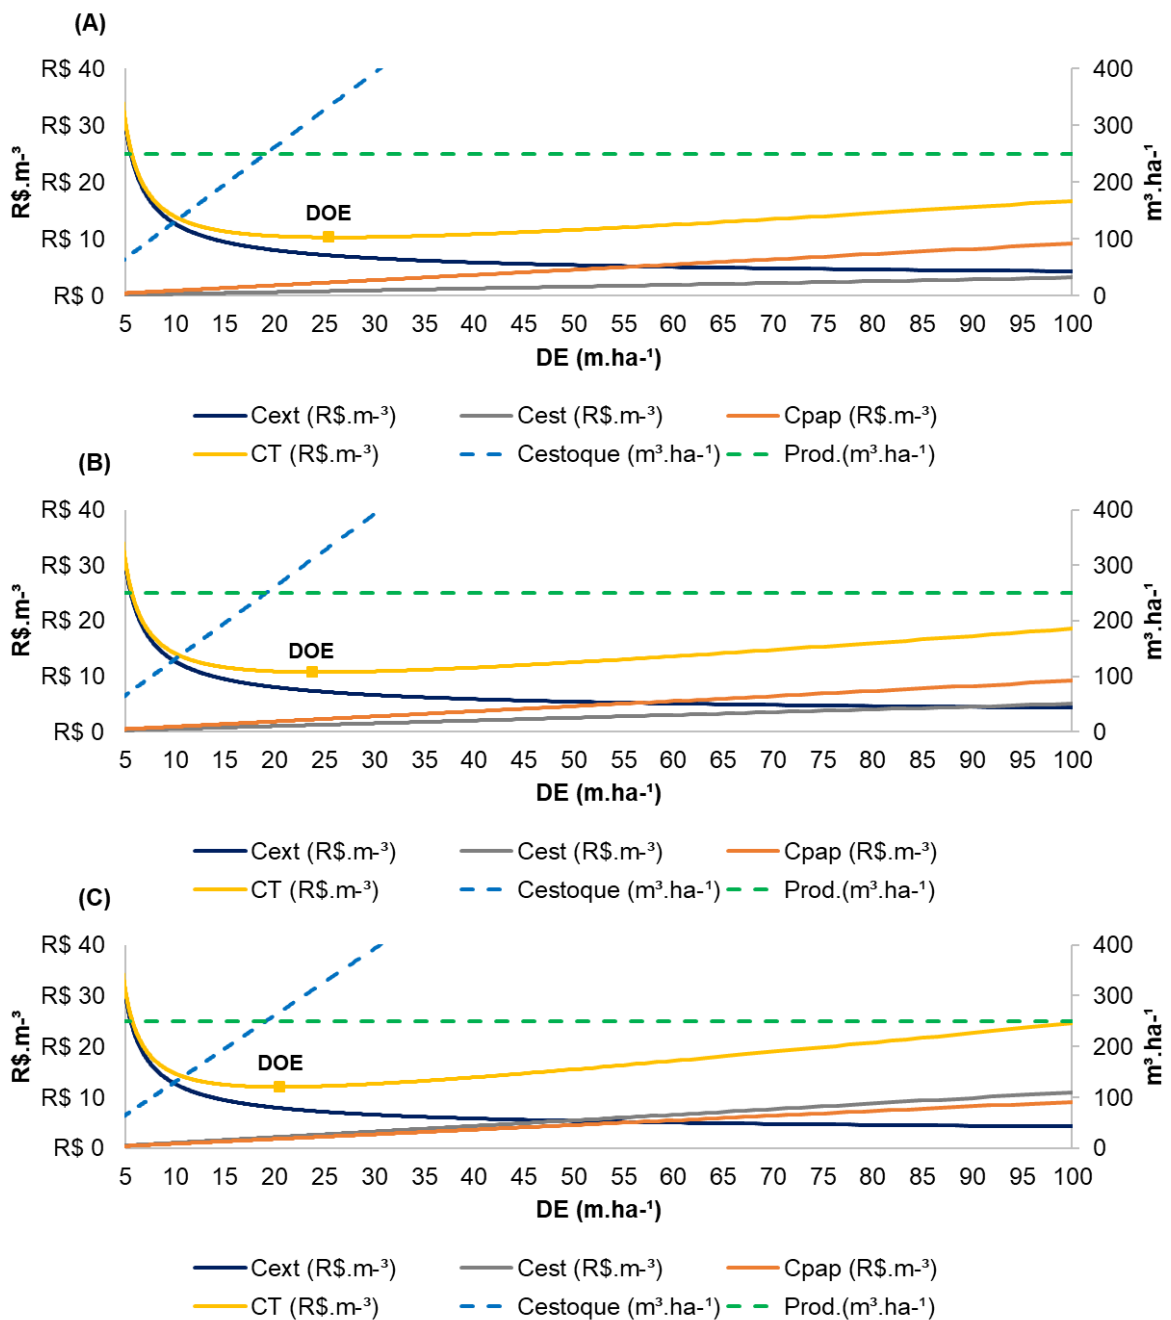 (A)
R$ 40
R$ 30
R$ 20
R$ 10
R$ 0
R$.m-³
400
300
200
100
0
m³.ha-¹
DOE
5 10 15 20 25 30 35 40 45 50 55 60 65 70 75 80 85 90 95 100
DE (m.ha-¹)
Cext (R$.m-³) Cest (R$.m-³) Cpap (R$.m-³)
CT (R$.m-³) Cestoque (m³.ha-¹) Prod.(m³.ha-¹)
(B)
R$ 40
R$ 30
R$ 20
R$ 10
R$ 0
R$.m-³
400
300
200
100
0
m³.ha-¹
DOE
5 10 15 20 25 30 35 40 45 50 55 60 65 70 75 80 85 90 95 100
DE (m.ha-¹)
Cext (R$.m-³) Cest (R$.m-³) Cpap (R$.m-³)
CT (R$.m-³) Cestoque (m³.ha-¹) Prod.(m³.ha-¹)
(C)
R$ 40
R$ 30
R$ 20
R$ 10
R$ 0
R$.m-³
400
300
200
100
0
m³.ha-¹
DOE
5 10 15 20 25 30 35 40 45 50 55 60 65 70 75 80 85 90 95 100
DE (m.ha-¹)
Cext (R$.m-³) Cest (R$.m-³) Cpap (R$.m-³)
CT (R$.m-³) Cestoque (m³.ha-¹) Prod.(m³.ha-¹)